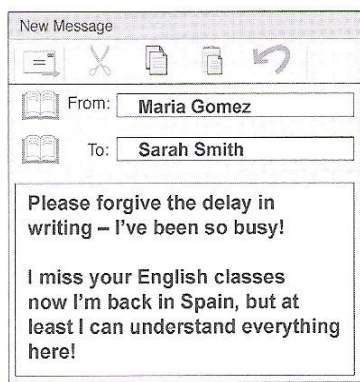 New Message
From: Maria Gomez
To: Sarah Smith
Please forgive the delay in
writing – I've been so busy!
I miss your English classes
now I'm back in Spain, but at
least I can understand everything
here!